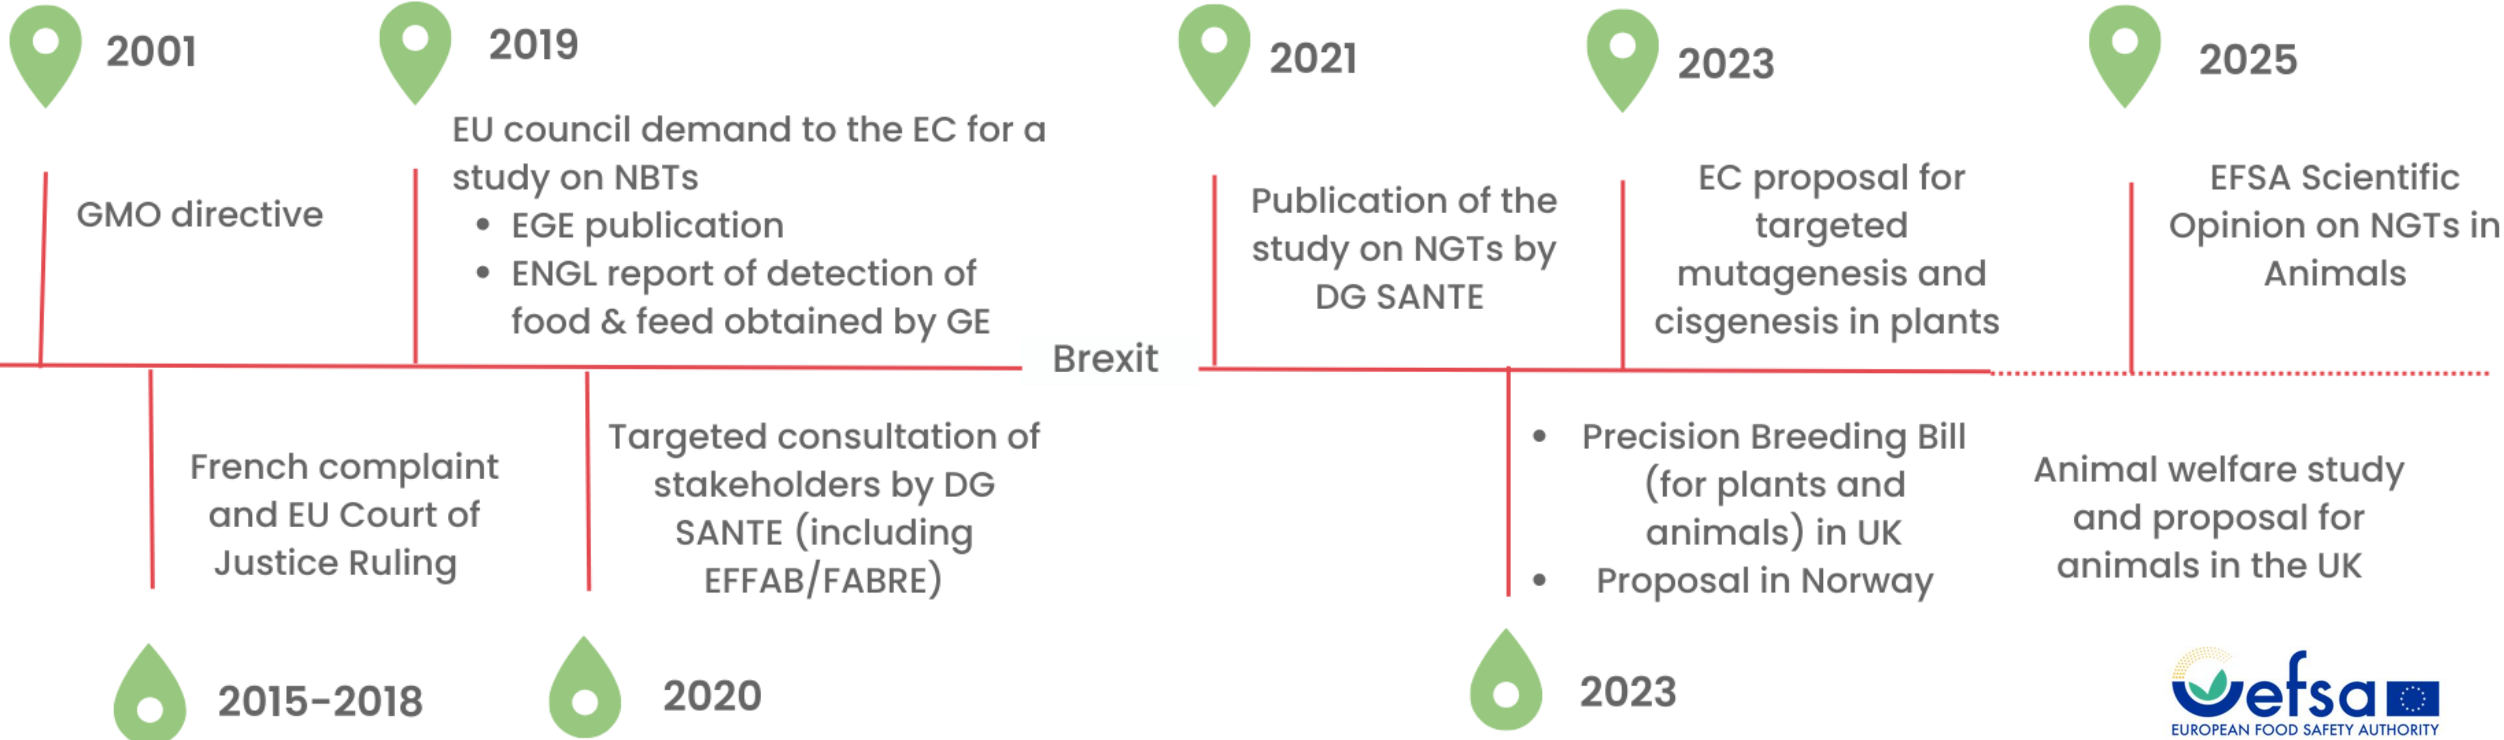 2001
GMO directive
2015-2018
French complaint
and EU Court of
Justice Ruling
2019
EU council demand to the EC for a
study on NBTs
• EGE publication
• ENGL report of detection of
food & feed obtained by GE
2020
Targeted consultation of
stakeholders by DG
SANTE (including
EFFAB/FABRE)
Brexit
2021
Publication of the
study on NGTs by
DG SANTE
2023
• Precision Breeding Bill
(for plants and
animals) in UK
• Proposal in Norway
2023
EC proposal for
targeted
mutagenesis and
cisgenesis in plants
2025
EFSA Scientific
Opinion on NGTs in
Animals
Animal welfare study
and proposal for
animals in the UK
efsa
EUROPEAN FOOD SAFETY AUTHORITY